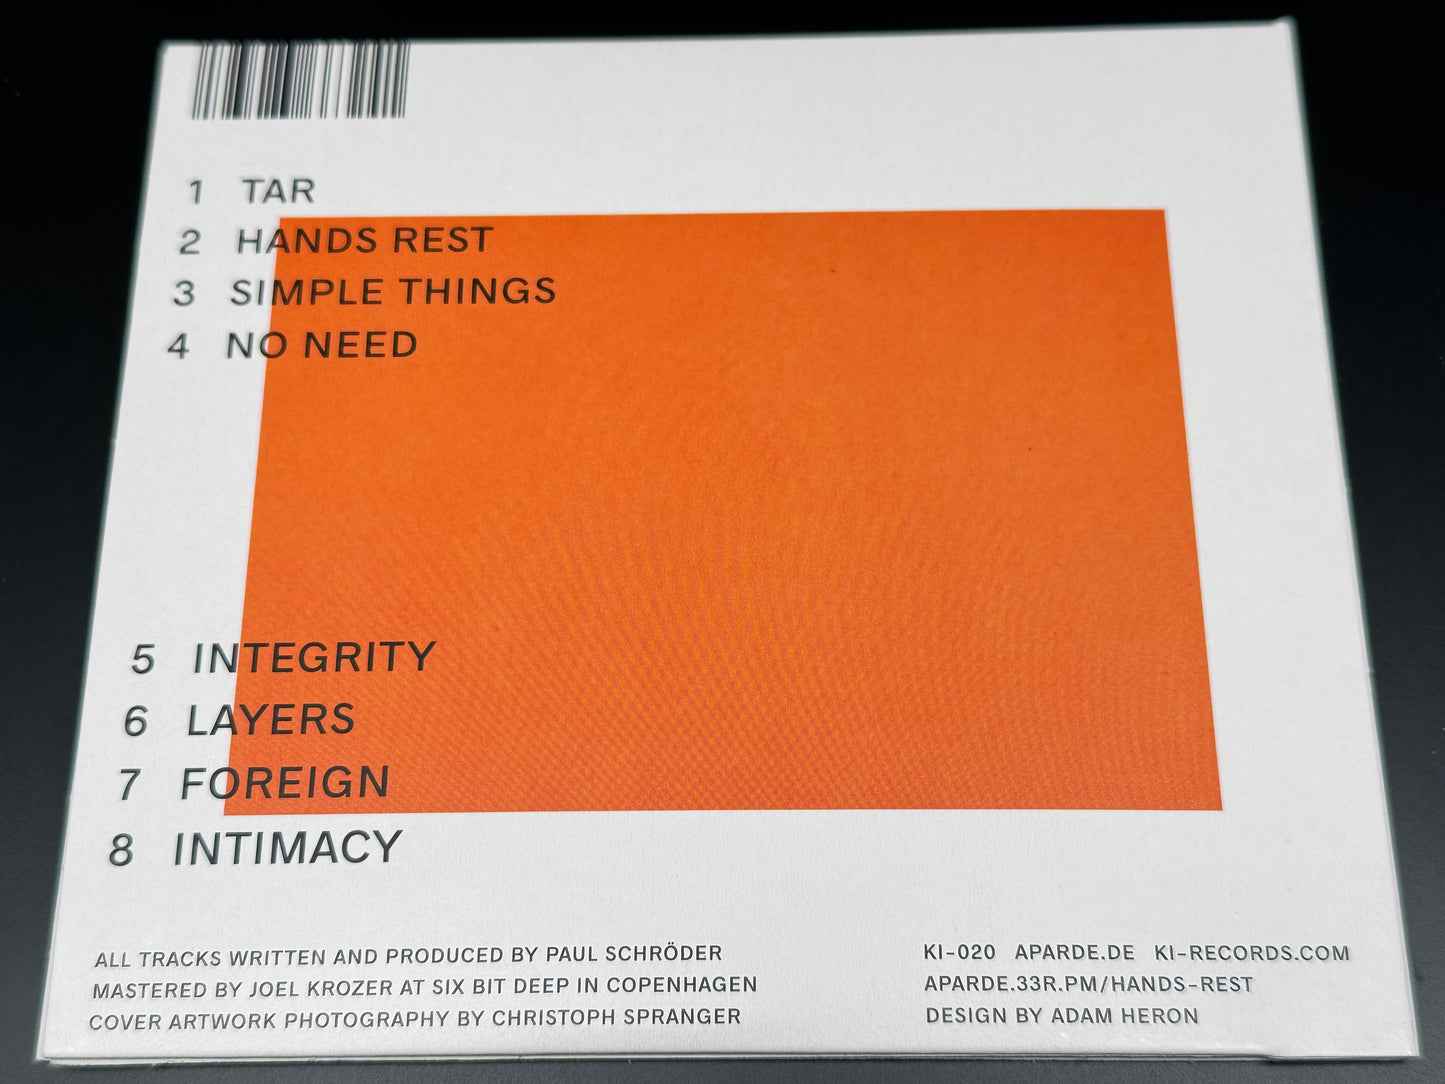 1 TAR
2 HANDS REST
3 SIMPLE THINGS
4 NO NEED
5 INTEGRITY
6 LAYERS
7 FOREIGN
8 INTIMACY
ALL TRACKS WRITTEN AND PRODUCED BY PAUL SCHRÖDER
MASTERED BY JOEL KROZER AT SIX BIT DEEP IN COPENHAGEN
COVER ARTWORK PHOTOGRAPHY BY CHRISTOPH SPRANGER
KI-020 APARDE.DE KI-RECORDS.COM
APARDE.33R.PM/HANDS-REST
DESIGN BY ADAM HERON